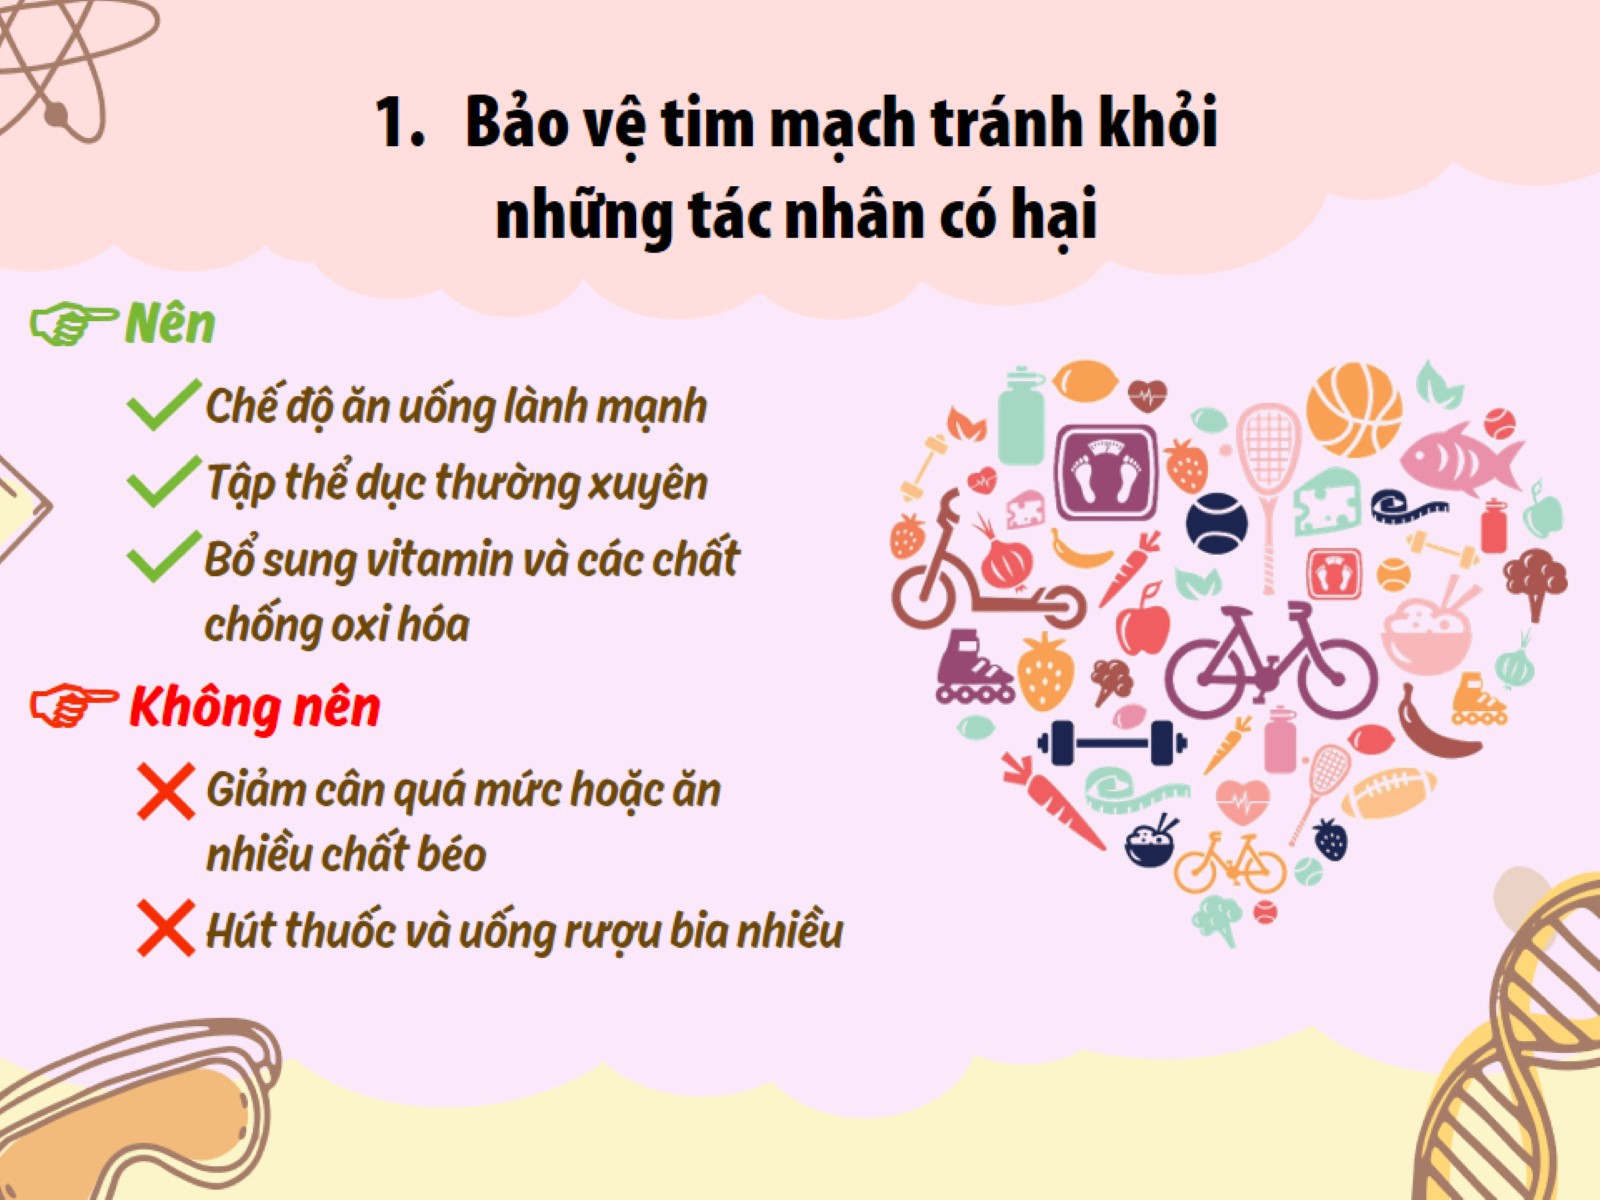 1. Bảo vệ tim mạch tránh khỏi
những tác nhân có hại
Nên
Chế độ ăn uống lành mạnh
Tập thể dục thường xuyên
Bổ sung vitamin và các chất
chống oxi hóa
Không nên
Giảm cân quá mức hoặc ăn
nhiều chất béo
Hút thuốc và uống rượu bia nhiều